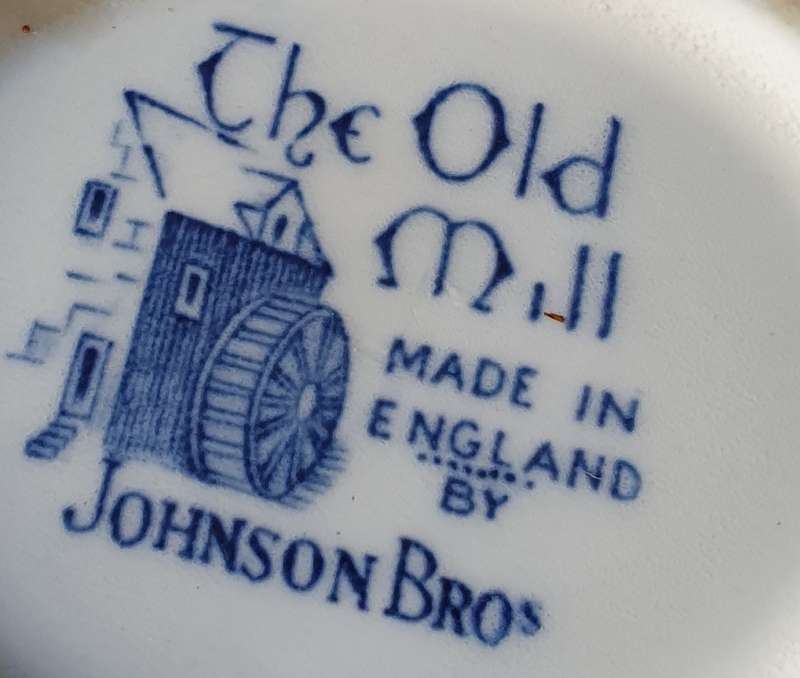 The Old
Mill
MADE IN
ENGLAND
BY
JOHNSON BROS